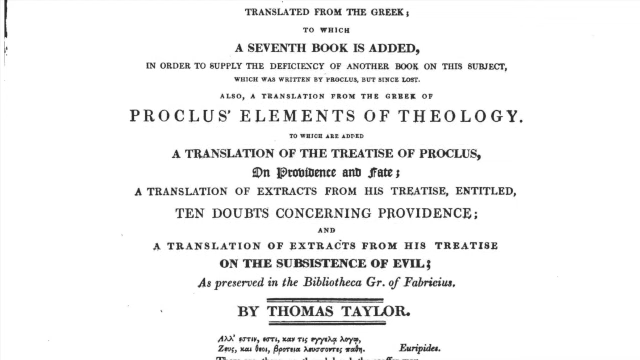 TRANSLATED FROM THE GREEK;
TO WHICH
A SEVENTH BOOK IS ADDED,
IN ORDER TO SUPPLY THE DEFICIENCY OF ANOTHER BOOK ON THIS SUBJECT,
WHICH WAS WRITTEN BY PROCLUS, BUT SINCE LOST.
ALSO, A TRANSLATION FROM THE GREEK OF
PROCLUS' ELEMENTS OF THEOLOGY.
TO WHICH ARE ADDED
A TRANSLATION OF THE TREATISE OF PROCLUS,
On Providence and Fate;
A TRANSLATION OF EXTRACTS FROM HIS TREATISE, ENTITLED,
TEN DOUBTS CONCERNING PROVIDENCE;
AND
A TRANSLATION OF EXTRACTS FROM HIS TREATISE
ON THE SUBSISTENCE OF EVIL;
As preserved in the Bibliotheca Gr. of Fabricius.
BY THOMAS TAYLOR.
Αλλ' εστιν, εστι, καν τις εγγελᾳ λογῳ,
Ζευς, και θεοι, βροτεια λευσσοντες παθη. Euripides.